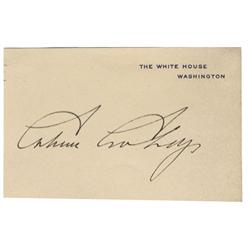 THE WHITE HOUSE
WASHINGTON
Calvin Coolidge